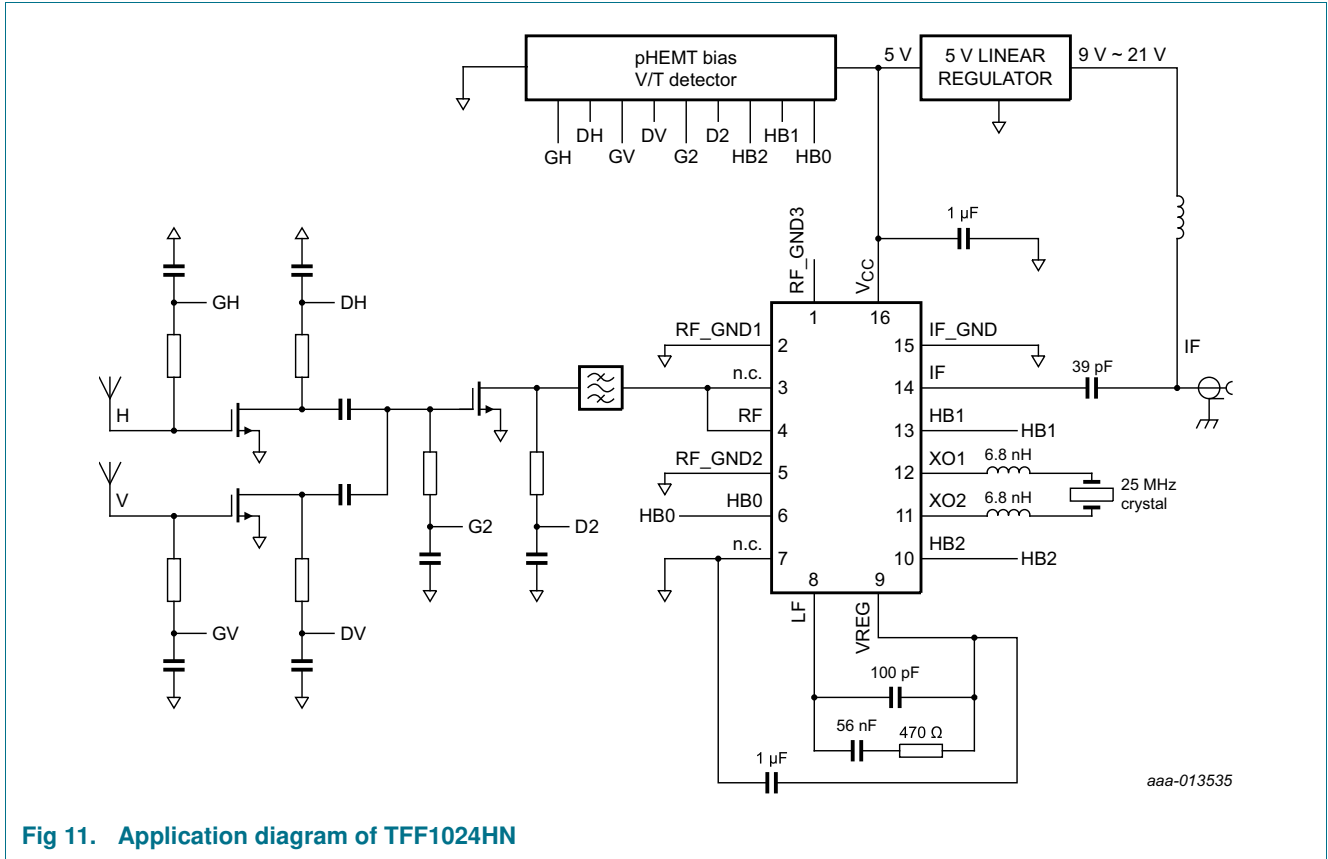 pHEMT bias
V/T detector
5 V
5 V LINEAR
REGULATOR
9 V ~ 21 V
GH
DH
GV
DV
G2
D2
HB2
HB1
HB0
1 µF
RF_GND3
VCC
GH
DH
1
16
RF_GND1
2
15
IF_GND
IF
n.c.
3
14
IF
39 pF
H
RF
4
13
HB1
HB1
V
RF_GND2
5
12
XO1
6.8 nH
25 MHz
crystal
HB0
HB0
6
11
XO2
6.8 nH
G2
D2
n.c.
7
10
HB2
HB2
8
9
LF
VREG
GV
DV
100 pF
56 nF
470 Ω
1 µF
aaa-013535
Fig 11. Application diagram of TFF1024HN